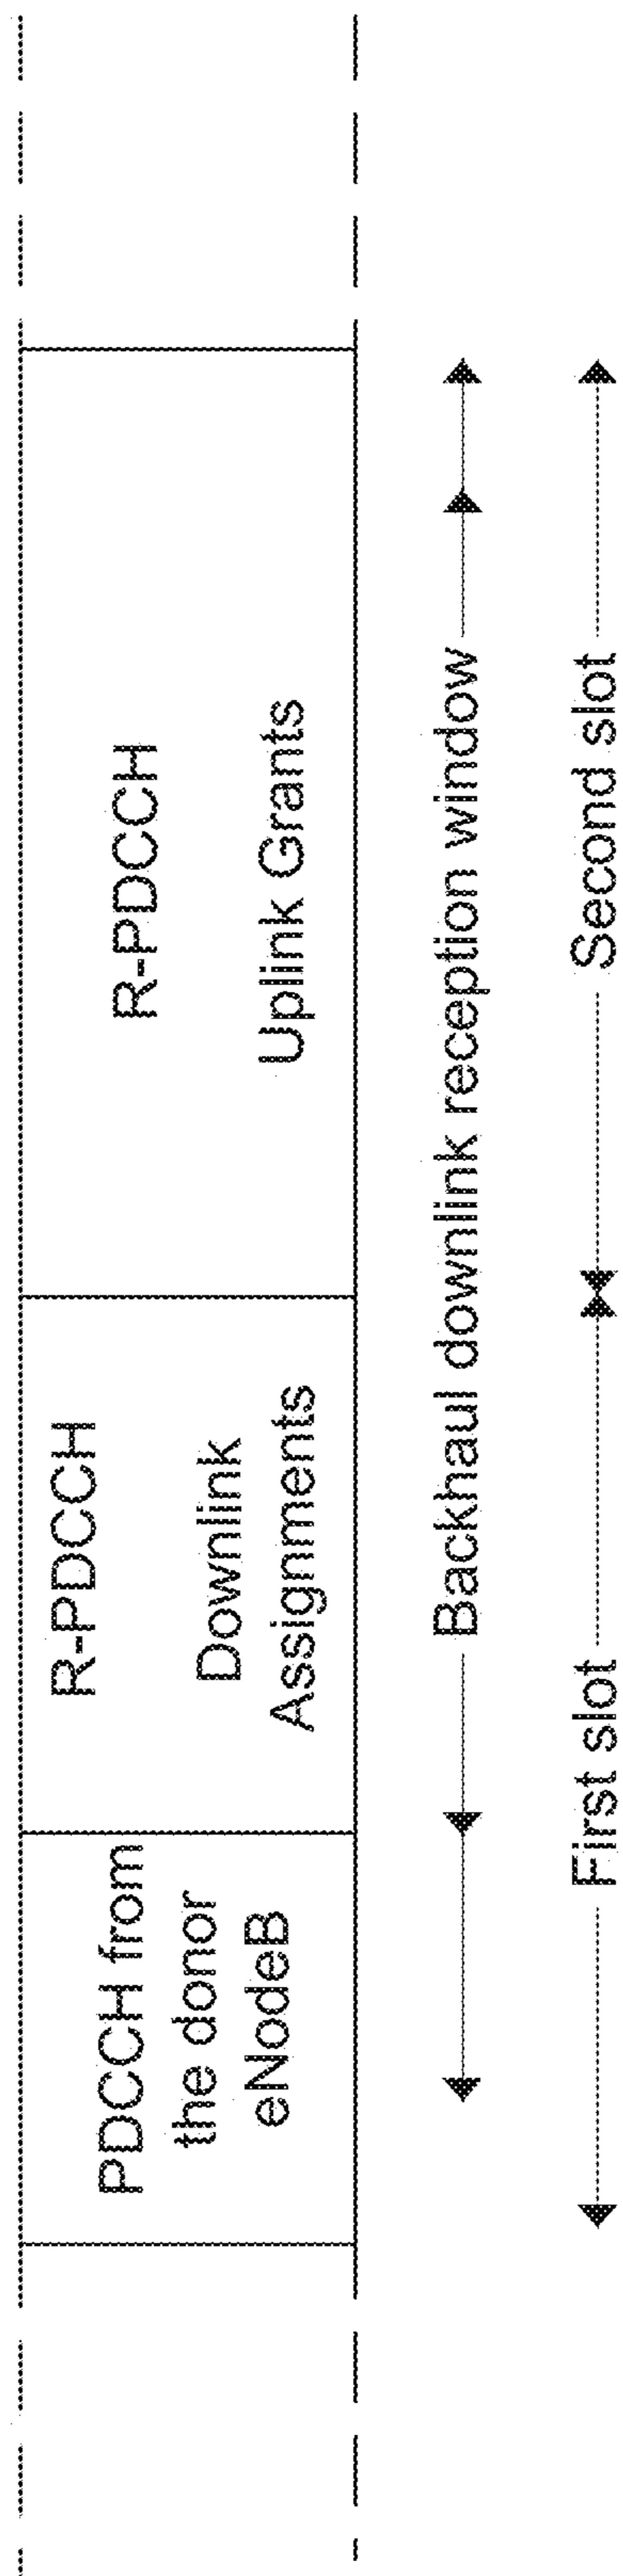 PDCCH from
the donor
eNodeB
R-PDCCH
Downlink
Assignments
R-PDCCH
Uplink Grants
Backhaul downlink reception window
First slot
Second slot